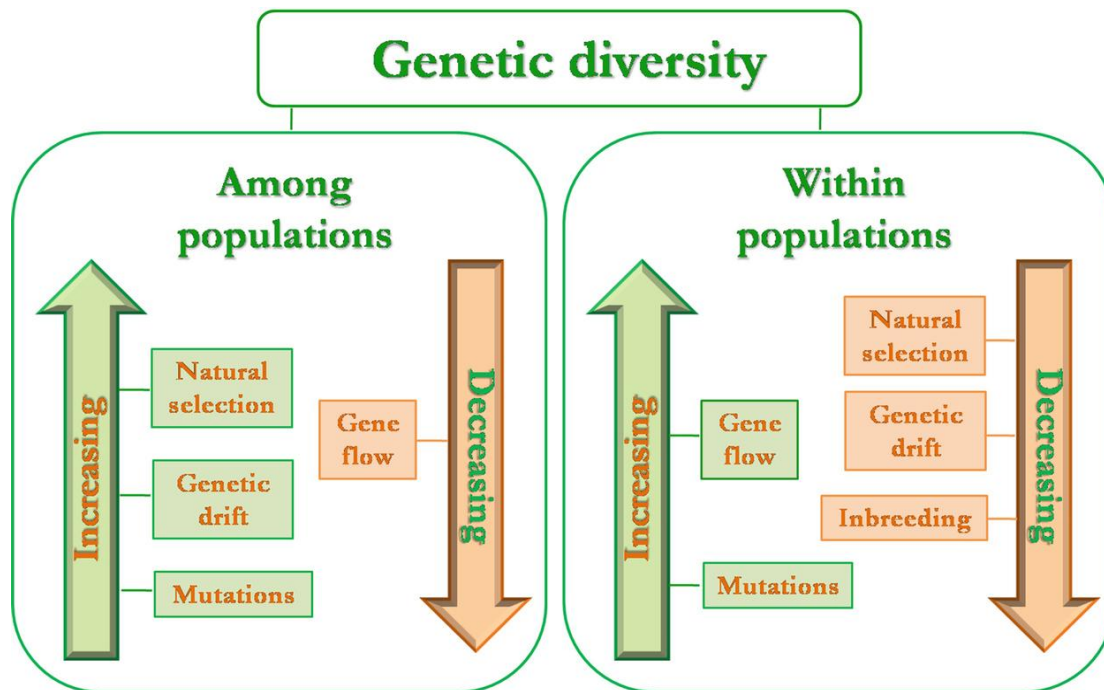 Genetic diversity
Among
populations
Increasing
Natural
selection
Genetic
drift
Mutations
Gene
flow
Decreasing
Within
populations
Increasing
Gene
flow
Mutations
Natural
selection
Genetic
drift
Inbreeding
Decreasing